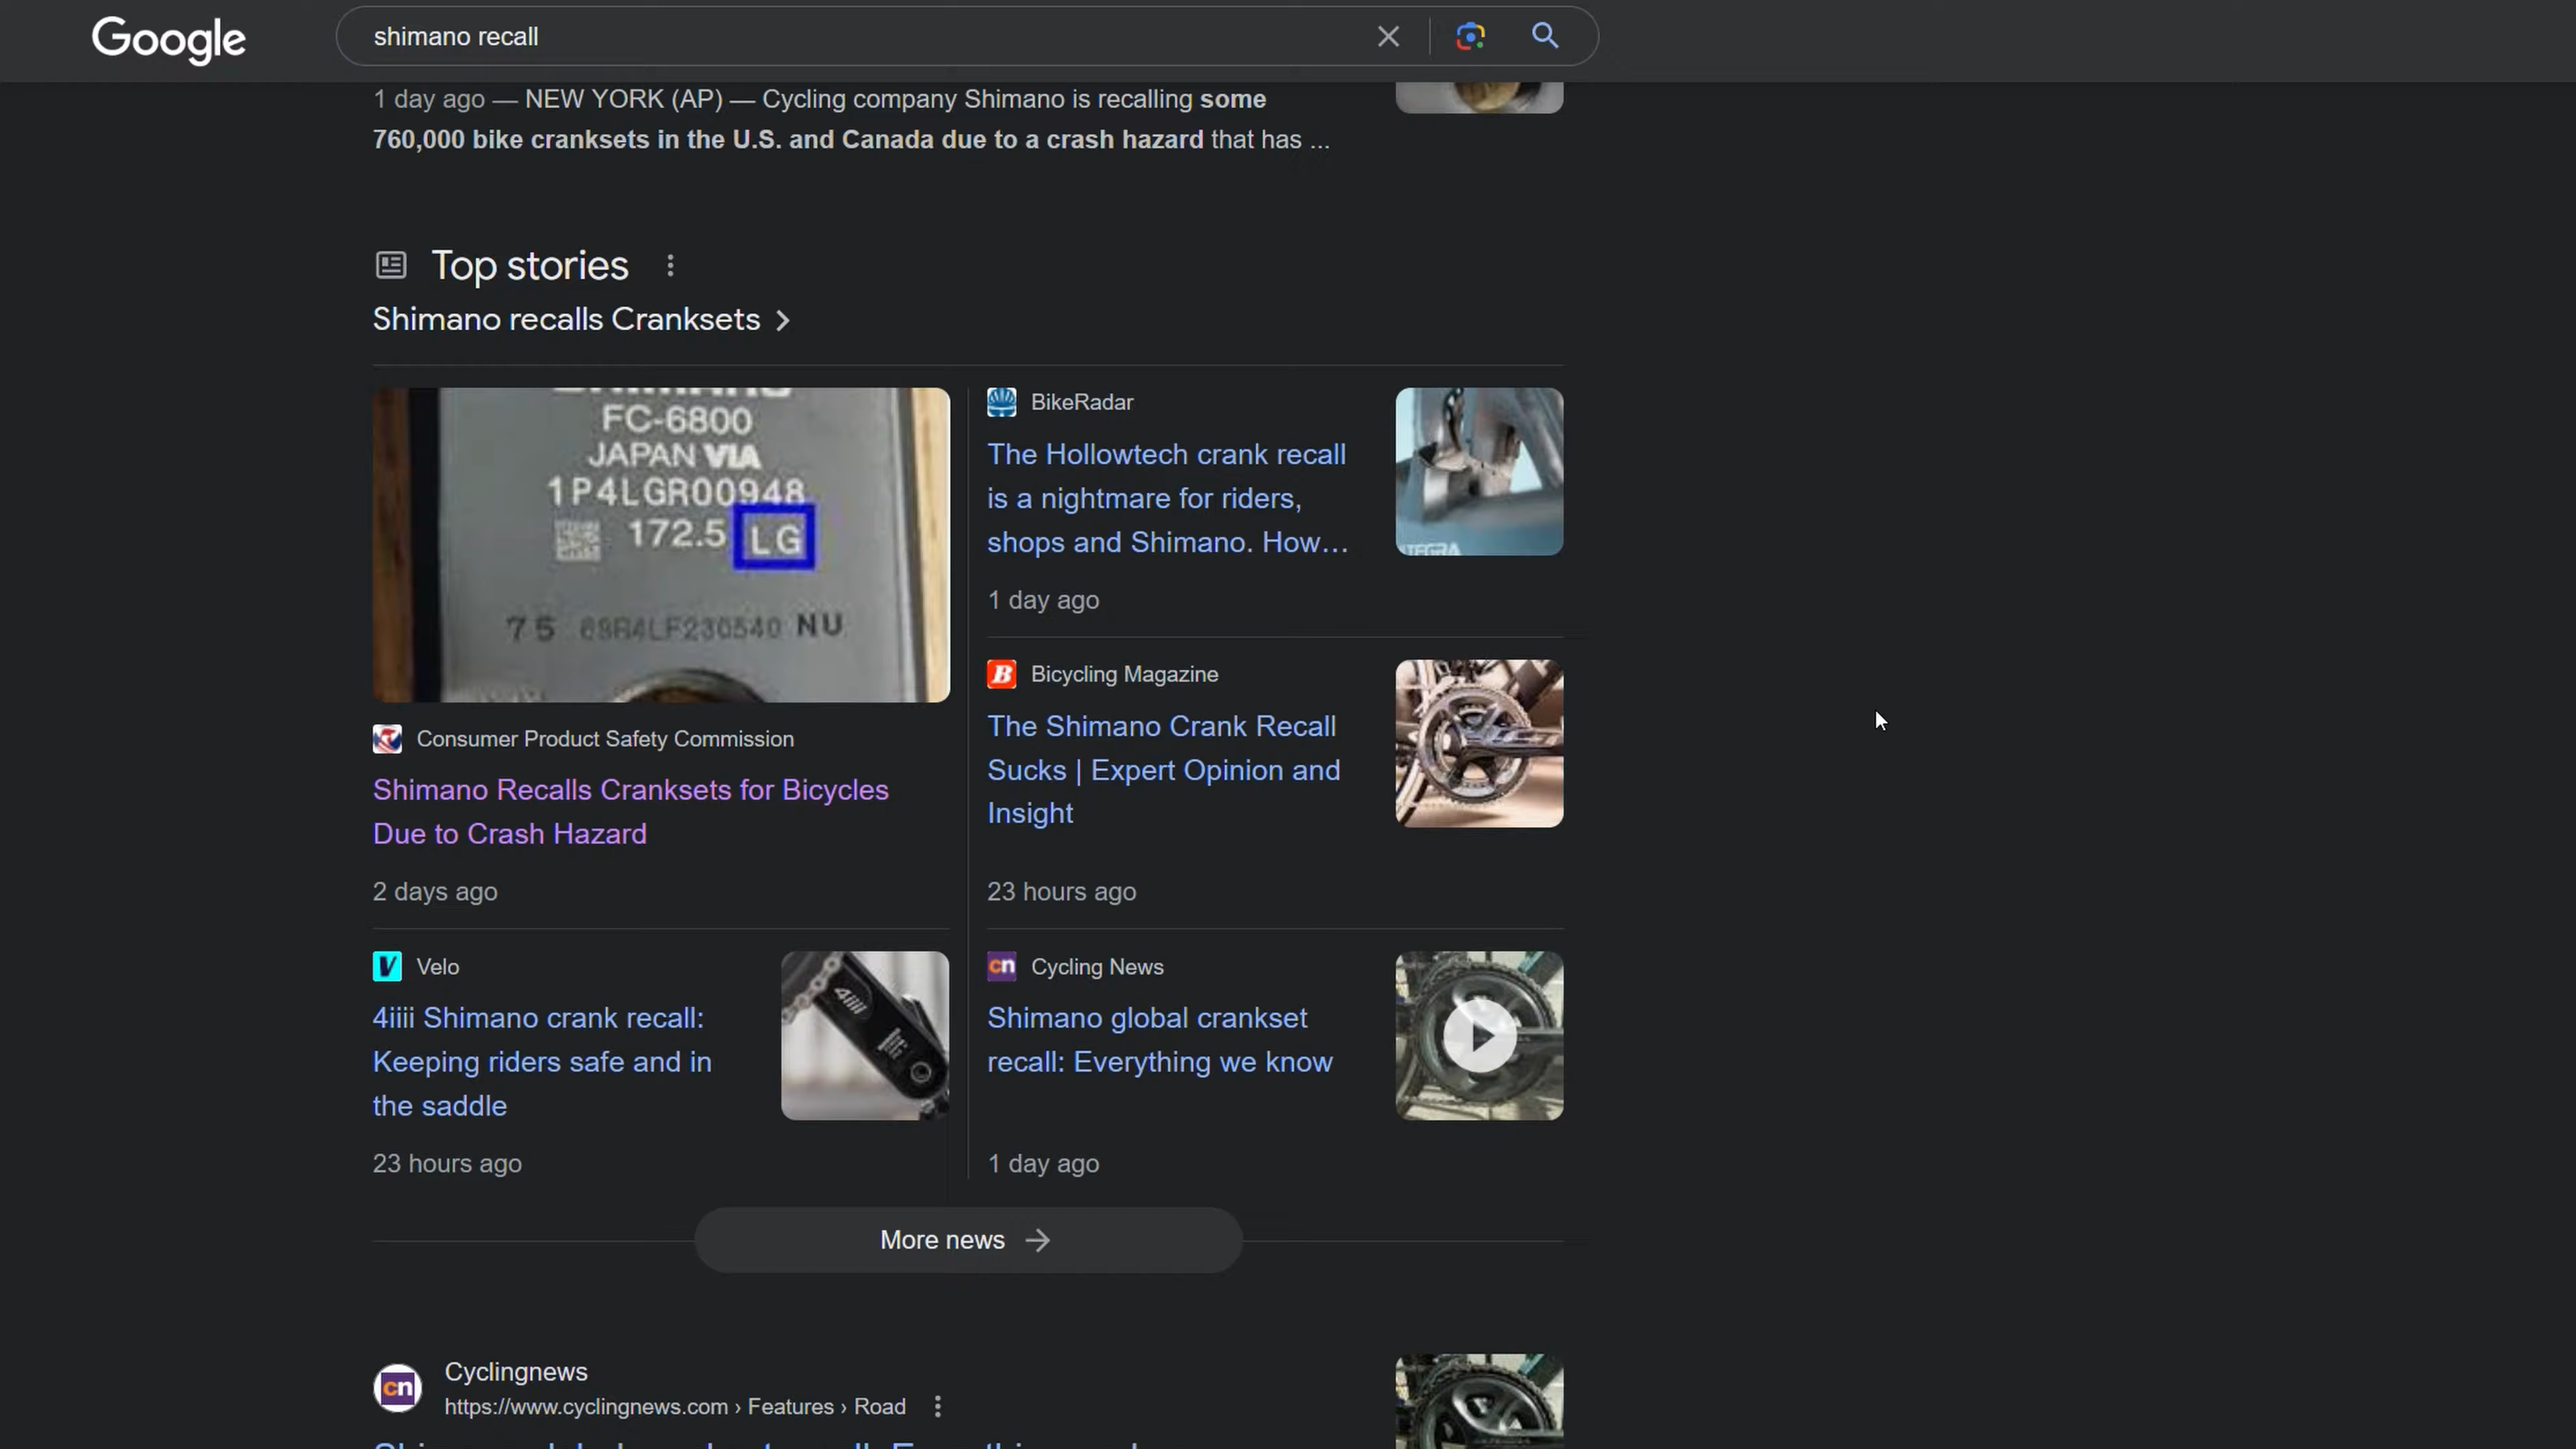 Google
shimano recall
1 day ago — NEW YORK (AP) — Cycling company Shimano is recalling some
760,000 bike cranksets in the U.S. and Canada due to a crash hazard that has ...
Top stories
Shimano recalls Cranksets
FC-6800
JAPAN VIA
1P4LGR00948
172.5 LG
75 NU
Consumer Product Safety Commission
Shimano Recalls Cranksets for Bicycles
Due to Crash Hazard
2 days ago
Velo
4iiii Shimano crank recall:
Keeping riders safe and in
the saddle
23 hours ago
4iiii
BikeRadar
The Hollowtech crank recall
is a nightmare for riders,
shops and Shimano. How…
1 day ago
Bicycling Magazine
The Shimano Crank Recall
Sucks | Expert Opinion and
Insight
23 hours ago
cn Cycling News
Shimano global crankset
recall: Everything we know
1 day ago
More news
cn Cyclingnews
https://www.cyclingnews.com › Features › Road